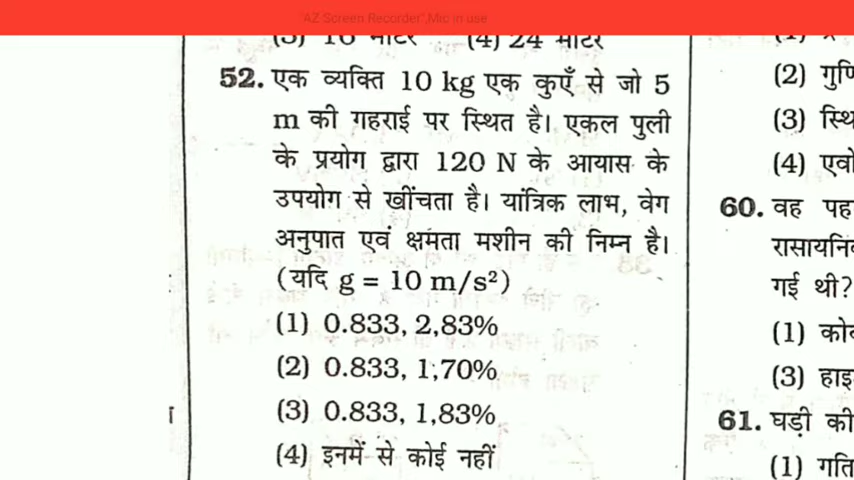 "AZ Screen Recorder",Mic in use
(3) 16 मीटर (4) 24 मीटर
52. एक व्यक्ति 10 kg एक कुएँ से जो 5
m की गहराई पर स्थित है। एकल पुली
के प्रयोग द्वारा 120 N के आयास के
उपयोग से खींचता है। यांत्रिक लाभ, वेग
अनुपात एवं क्षमता मशीन की निम्न है।
(यदि g = 10 m/s²)
(1) 0.833, 2,83%
(2) 0.833, 1,70%
(3) 0.833, 1,83%
(4) इनमें से कोई नहीं
(2) गुणि
(3) स्थि
(4) एवो
60. वह पह
रासायनि
गई थी?
(1) को
(3) हाइ
61. घड़ी की
(1) गति